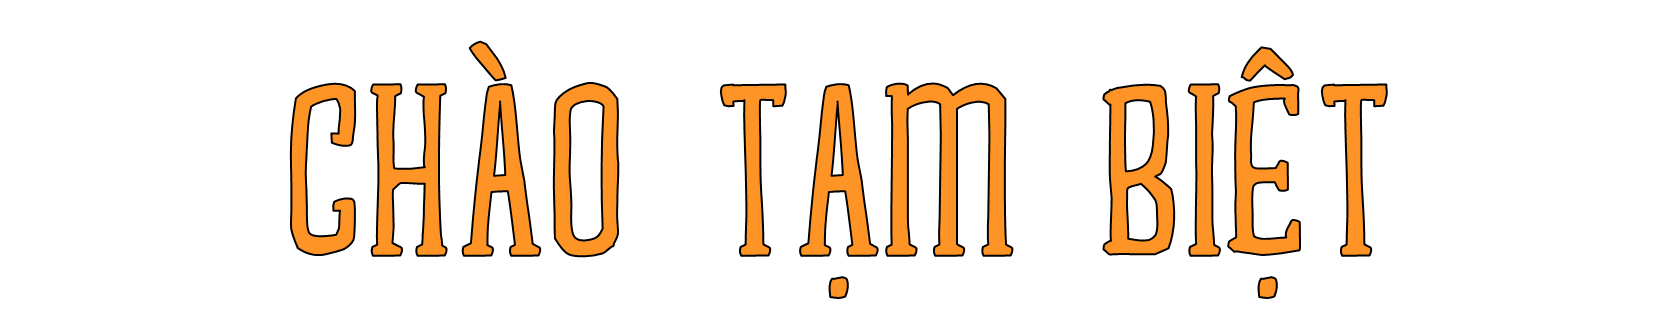 CHÀO TẠM BIỆT